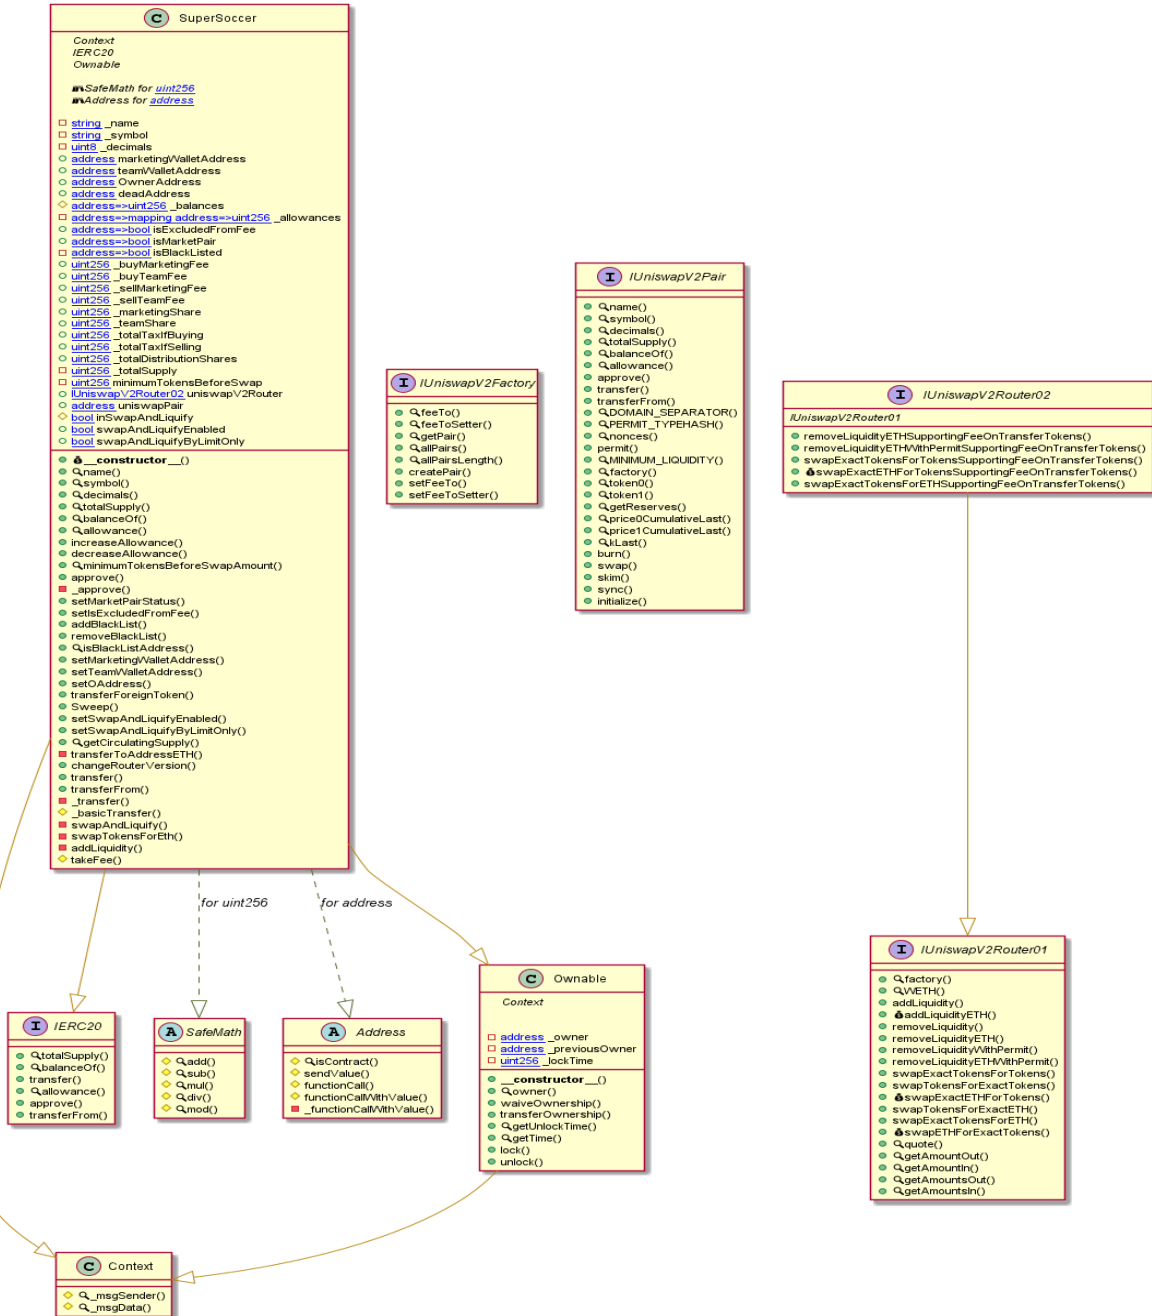 C SuperSoccer
Context
IERC20
Ownable
SafeMath for uint256
Address for address
string _name
string _symbol
uint8 _decimals
address marketingWalletAddress
address teamWalletAddress
address OwnerAddress
address deadAddress
address=>uint256 _balances
address=>mapping address=>uint256 _allowances
address=>bool isExcludedFromFee
address=>bool isMarketPair
address=>bool isBlackListed
uint256 _buyMarketingFee
uint256 _buyTeamFee
uint256 _sellMarketingFee
uint256 _sellTeamFee
uint256 _marketingShare
uint256 _teamShare
uint256 _totalTaxIfBuying
uint256 _totalTaxIfSelling
uint256 _totalDistributionShares
uint256 _totalSupply
uint256 minimumTokensBeforeSwap
IUniswapV2Router02 uniswapV2Router
address uniswapPair
bool inSwapAndLiquify
bool swapAndLiquifyEnabled
bool swapAndLiquifyByLimitOnly
__constructor__()
name()
symbol()
decimals()
totalSupply()
balanceOf()
allowance()
increaseAllowance()
decreaseAllowance()
minimumTokensBeforeSwapAmount()
approve()
_approve()
setMarketPairStatus()
setIsExcludedFromFee()
addBlackList()
removeBlackList()
isBlackListAddress()
setMarketingWalletAddress()
setTeamWalletAddress()
setOAddress()
transferForeignToken()
Sweep()
setSwapAndLiquifyEnabled()
setSwapAndLiquifyByLimitOnly()
getCirculatingSupply()
transferToAddressETH()
changeRouterVersion()
transfer()
transferFrom()
_transfer()
_basicTransfer()
swapAndLiquify()
swapTokensForEth()
addLiquidity()
takeFee()
I IUniswapV2Factory
feeTo()
feeToSetter()
getPair()
allPairs()
allPairsLength()
createPair()
setFeeTo()
setFeeToSetter()
I IUniswapV2Pair
name()
symbol()
decimals()
totalSupply()
balanceOf()
allowance()
approve()
transfer()
transferFrom()
DOMAIN_SEPARATOR()
PERMIT_TYPEHASH()
nonces()
permit()
MINIMUM_LIQUIDITY()
factory()
token0()
token1()
getReserves()
price0CumulativeLast()
price1CumulativeLast()
kLast()
burn()
swap()
skim()
sync()
initialize()
I IUniswapV2Router02
IUniswapV2Router01
removeLiquidityETHSupportingFeeOnTransferTokens()
removeLiquidityETHWithPermitSupportingFeeOnTransferTokens()
swapExactTokensForTokensSupportingFeeOnTransferTokens()
swapExactETHForTokensSupportingFeeOnTransferTokens()
swapExactTokensForETHSupportingFeeOnTransferTokens()
for uint256
for address
I IERC20
totalSupply()
balanceOf()
transfer()
allowance()
approve()
transferFrom()
A SafeMath
add()
sub()
mul()
div()
mod()
A Address
isContract()
sendValue()
functionCall()
functionCallWithValue()
_functionCallWithValue()
C Ownable
Context
address _owner
address _previousOwner
uint256 _lockTime
__constructor__()
owner()
waiveOwnership()
transferOwnership()
getUnlockTime()
getTime()
lock()
unlock()
I IUniswapV2Router01
factory()
WETH()
addLiquidity()
addLiquidityETH()
removeLiquidity()
removeLiquidityETH()
removeLiquidityWithPermit()
removeLiquidityETHWithPermit()
swapExactTokensForTokens()
swapTokensForExactTokens()
swapExactETHForTokens()
swapTokensForExactETH()
swapExactTokensForETH()
swapETHForExactTokens()
quote()
getAmountOut()
getAmountIn()
getAmountsOut()
getAmountsIn()
C Context
_msgSender()
_msgData()